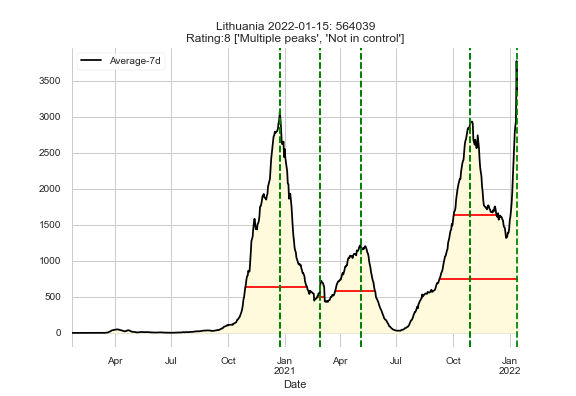 Lithuania 2022-01-15: 564039
Rating:8 ['Multiple peaks', 'Not in control']
Average-7d
3500
3000
2500
2000
1500
1000
500
0
Apr Jul Oct Jan Apr Jul Oct Jan
2021 2022
Date